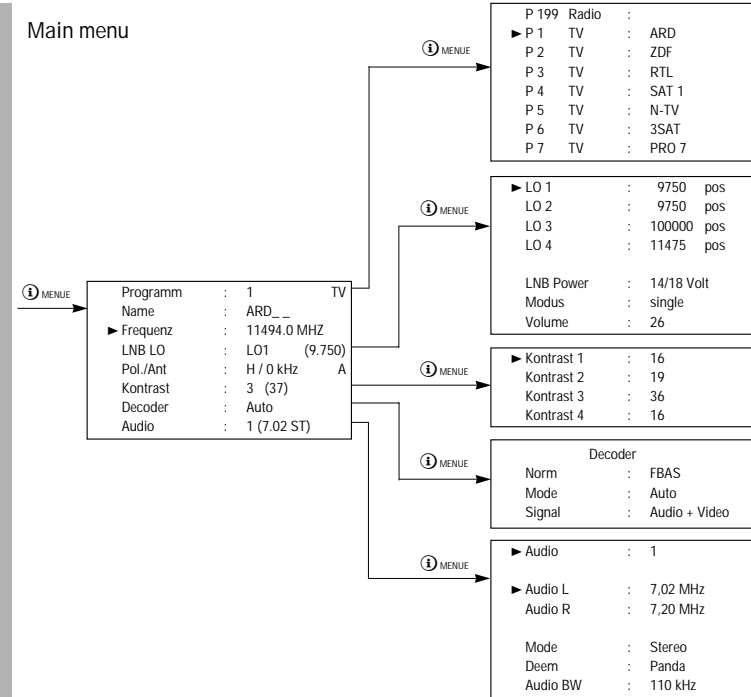 Main menu
i MENUE
Programm : 1 TV
Name : ARD_ _
► Frequenz : 11494.0 MHZ
LNB LO : LO1 (9.750)
Pol./Ant : H / 0 kHz A
Kontrast : 3 (37)
Decoder : Auto
Audio : 1 (7.02 ST)
i MENUE
P 199 Radio :
► P 1 TV : ARD
P 2 TV : ZDF
P 3 TV : RTL
P 4 TV : SAT 1
P 5 TV : N-TV
P 6 TV : 3SAT
P 7 TV : PRO 7
i MENUE
► LO 1 : 9750 pos
LO 2 : 9750 pos
LO 3 : 100000 pos
LO 4 : 11475 pos
LNB Power : 14/18 Volt
Modus : single
Volume : 26
i MENUE
► Kontrast 1 : 16
Kontrast 2 : 19
Kontrast 3 : 36
Kontrast 4 : 16
i MENUE
Decoder
Norm : FBAS
Mode : Auto
Signal : Audio + Video
i MENUE
► Audio : 1
► Audio L : 7,02 MHz
Audio R : 7,20 MHz
Mode : Stereo
Deem : Panda
Audio BW : 110 kHz